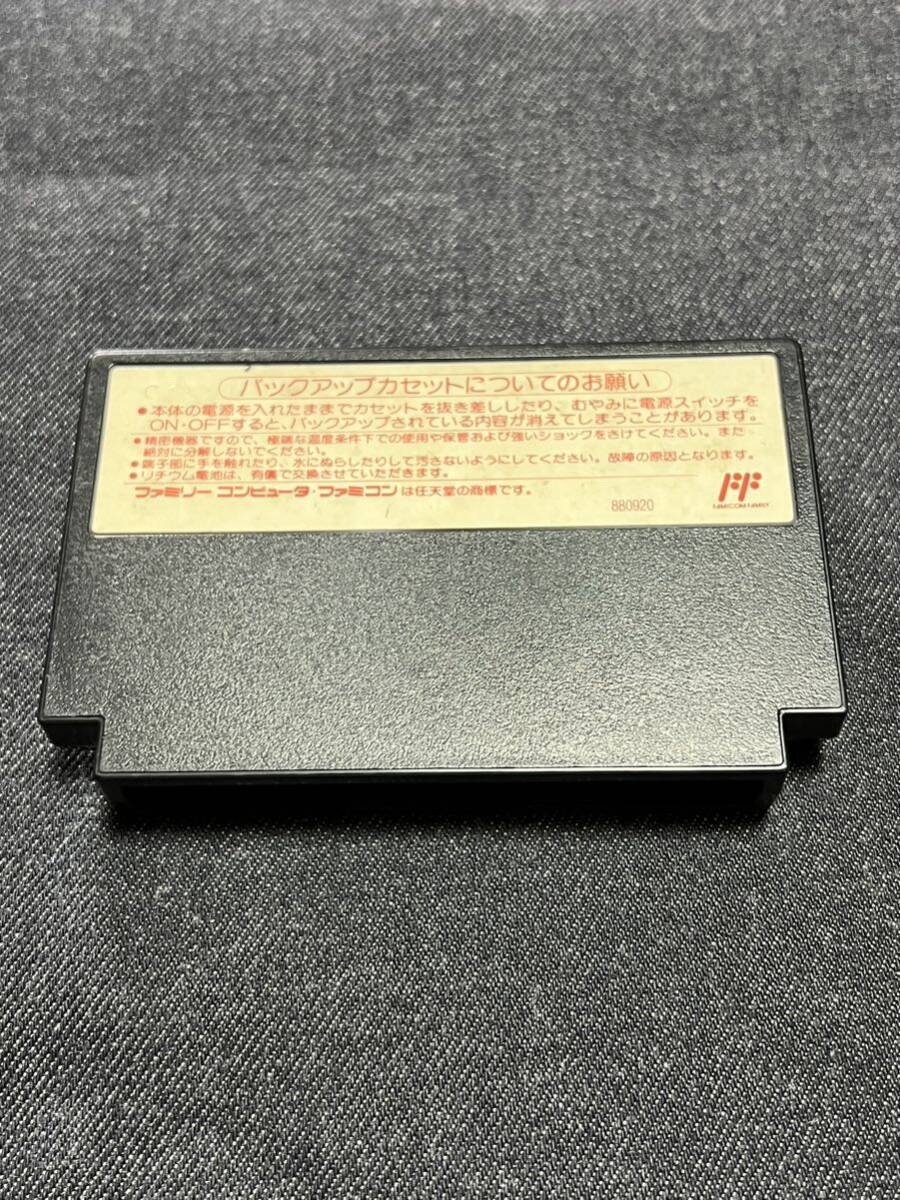 バックアップカセットについてのお願い
●本体の電源を入れたままでカセットを抜き差ししたり、むやみに電源スイッチを
ON・OFFすると、バックアップされている内容が消えてしまうことがあります。
●精密機器ですので、極端な温度条件下での使用や保管および強いショックをさけてください。また
絶対に分解しないでください。
●端子部に手を触れたり、水にぬらしたりして汚さないようにしてください。故障の原因となります。
●リチウム電池は、有償で交換させていただきます。
ファミリー コンピュータ・ファミコンは任天堂の商標です。
880920
FF
FAMICOM FAMILY